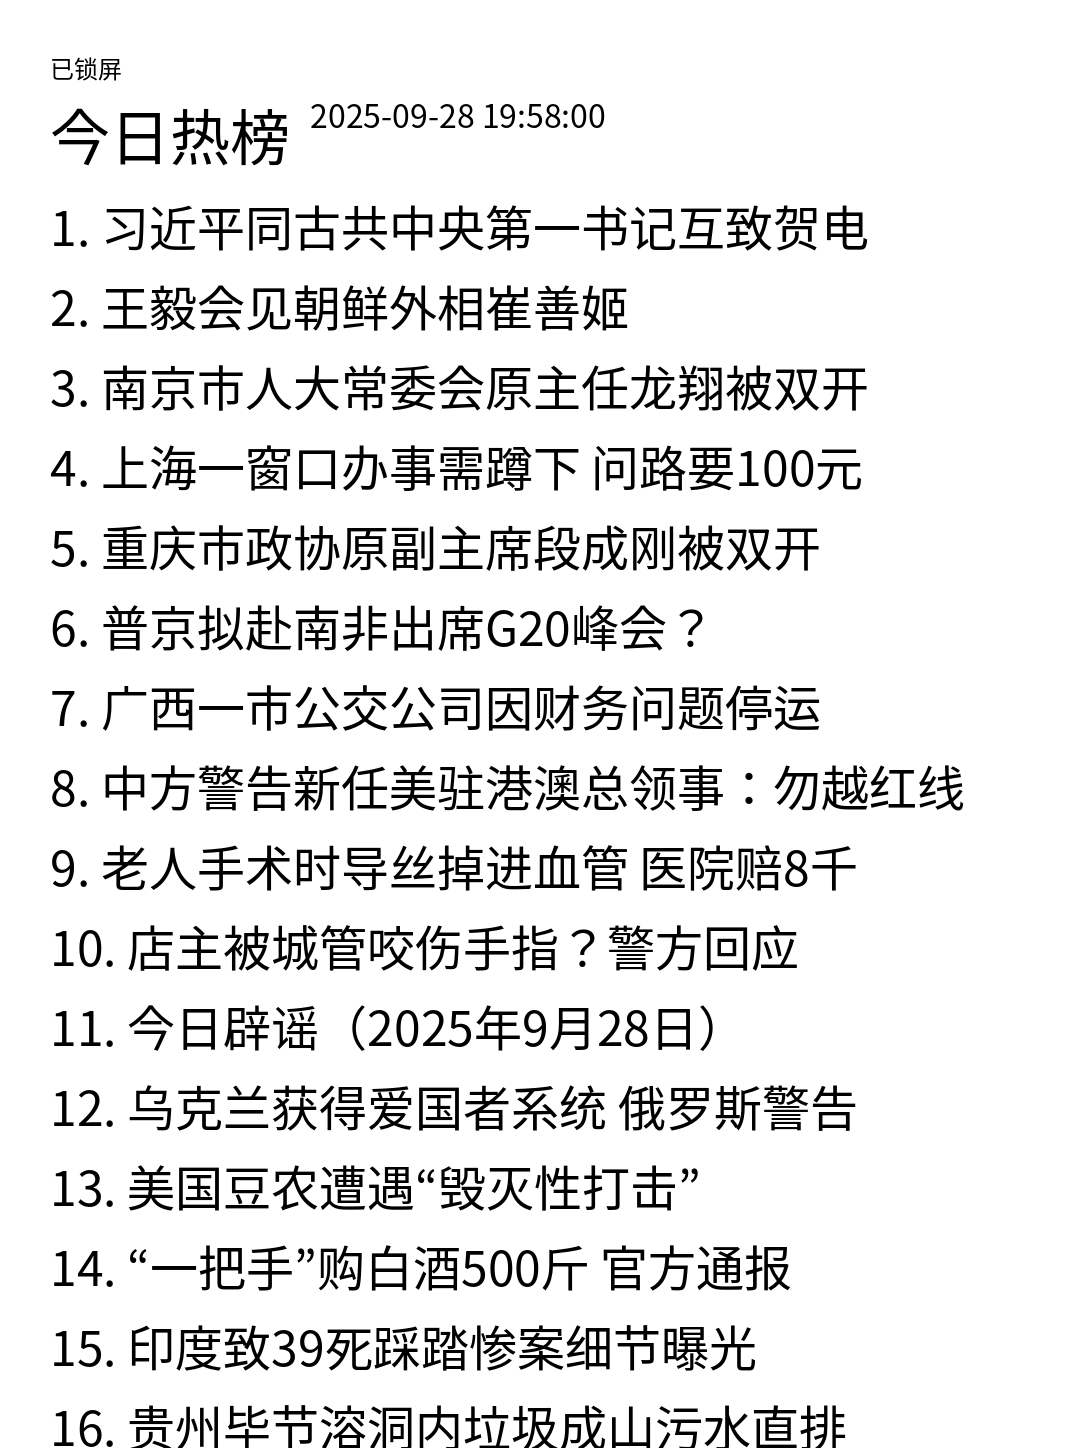 已锁屏
今日热榜 2025-09-28 19:58:00
1. 习近平同古共中央第一书记互致贺电
2. 王毅会见朝鲜外相崔善姬
3. 南京市人大常委会原主任龙翔被双开
4. 上海一窗口办事需蹲下 问路要100元
5. 重庆市政协原副主席段成刚被双开
6. 普京拟赴南非出席G20峰会？
7. 广西一市公交公司因财务问题停运
8. 中方警告新任美驻港澳总领事：勿越红线
9. 老人手术时导丝掉进血管 医院赔8千
10. 店主被城管咬伤手指？警方回应
11. 今日辟谣（2025年9月28日）
12. 乌克兰获得爱国者系统 俄罗斯警告
13. 美国豆农遭遇“毁灭性打击”
14. “一把手”购白酒500斤 官方通报
15. 印度致39死踩踏惨案细节曝光
16. 贵州毕节溶洞内垃圾成山污水直排